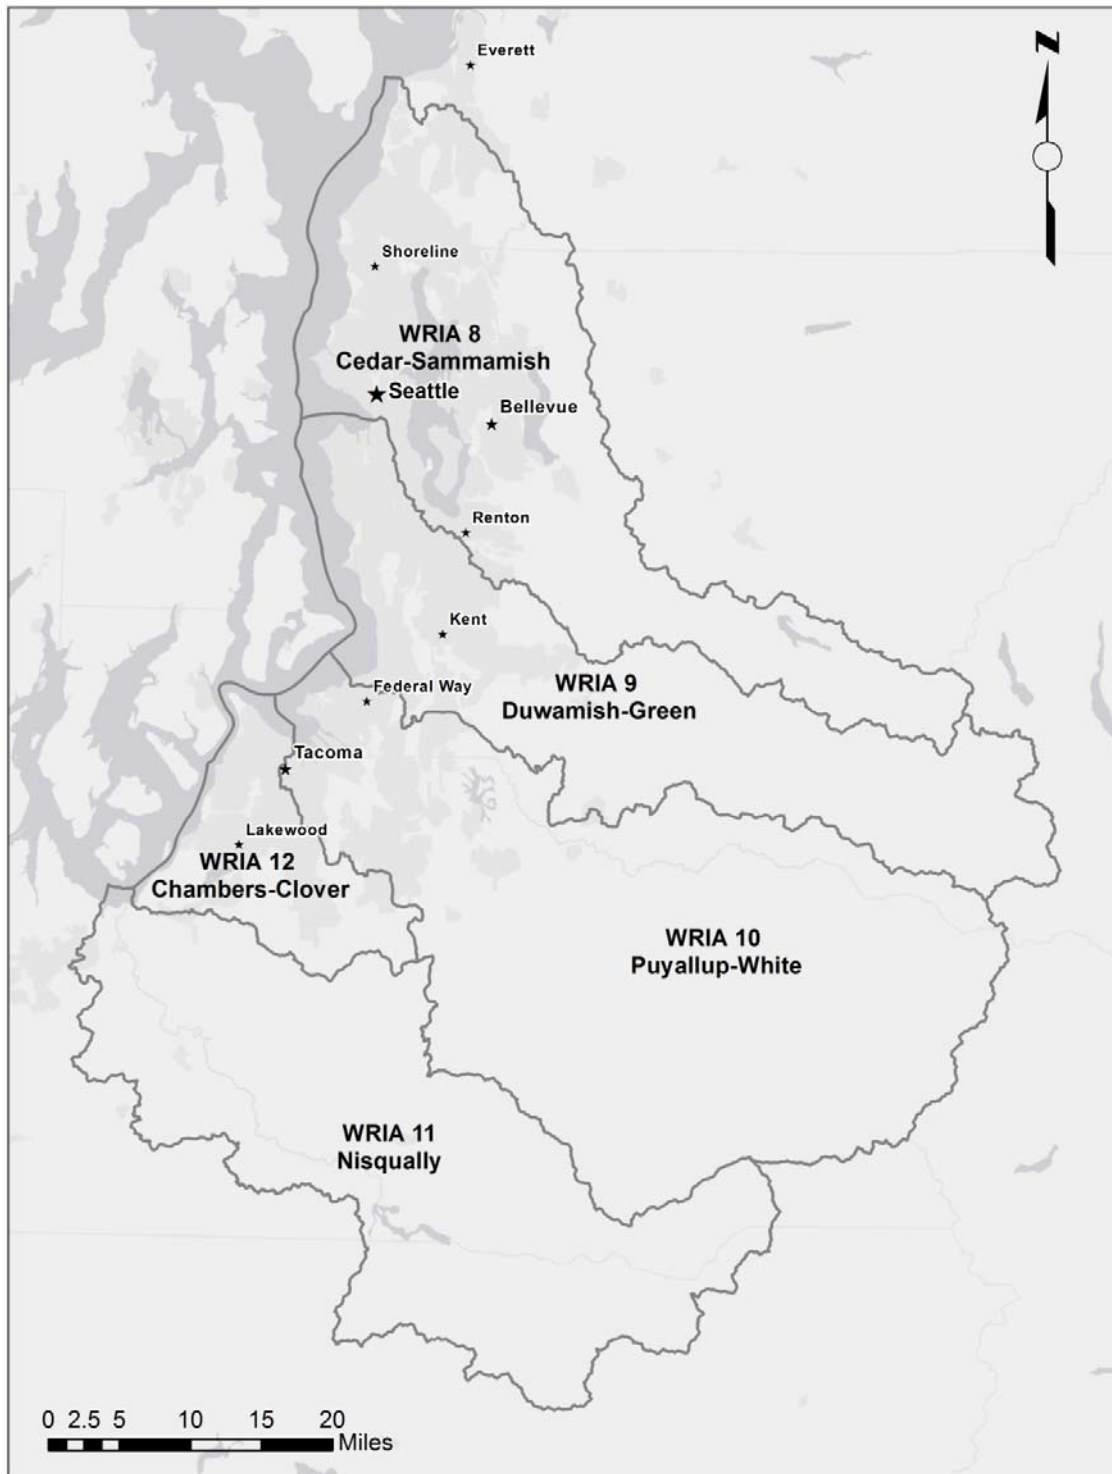 Everett
N
Shoreline
WRIA 8
Cedar-Sammamish
Seattle
Bellevue
Renton
Kent
WRIA 9
Duwamish-Green
Federal Way
Tacoma
Lakewood
WRIA 12
Chambers-Clover
WRIA 10
Puyallup-White
WRIA 11
Nisqually
0 2.5 5 10 15 20
Miles